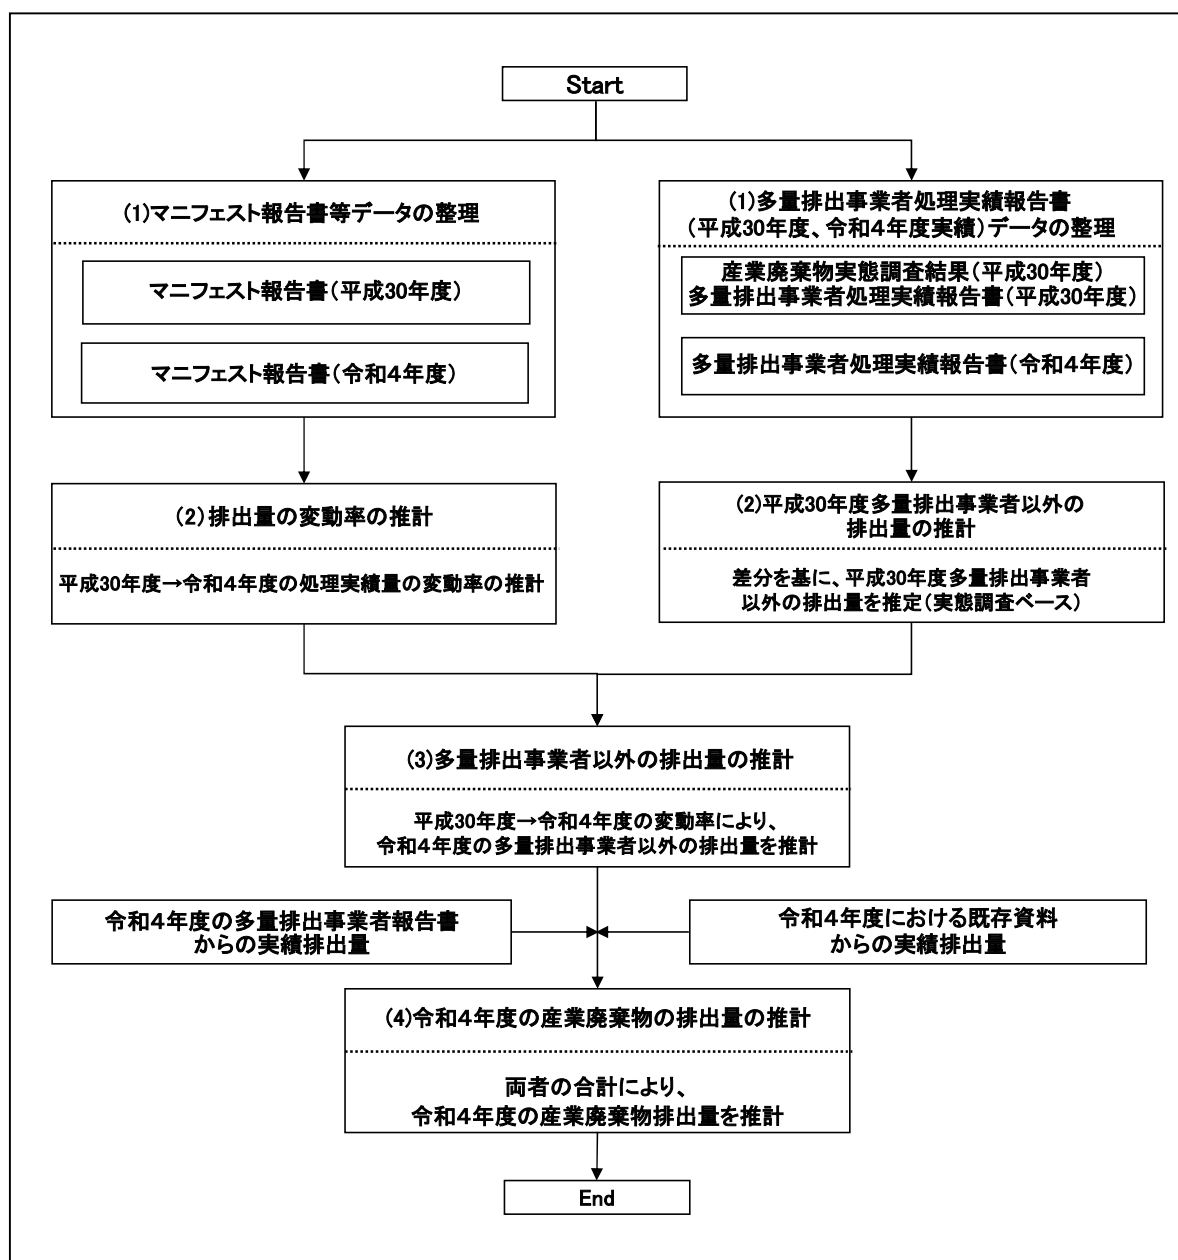 Start
(1)マニフェスト報告書等データの整理
マニフェスト報告書(平成30年度)
マニフェスト報告書(令和4年度)
(1)多量排出事業者処理実績報告書
(平成30年度、令和4年度実績)データの整理
産業廃棄物実態調査結果(平成30年度)
多量排出事業者処理実績報告書(平成30年度)
多量排出事業者処理実績報告書(令和4年度)
(2)排出量の変動率の推計
平成30年度→令和4年度の処理実績量の変動率の推計
(2)平成30年度多量排出事業者以外の
排出量の推計
差分を基に、平成30年度多量排出事業者
以外の排出量を推定(実態調査ベース)
(3)多量排出事業者以外の排出量の推計
平成30年度→令和4年度の変動率により、
令和4年度の多量排出事業者以外の排出量を推計
令和4年度の多量排出事業者報告書
からの実績排出量
令和4年度における既存資料
からの実績排出量
(4)令和4年度の産業廃棄物の排出量の推計
両者の合計により、
令和4年度の産業廃棄物排出量を推計
End